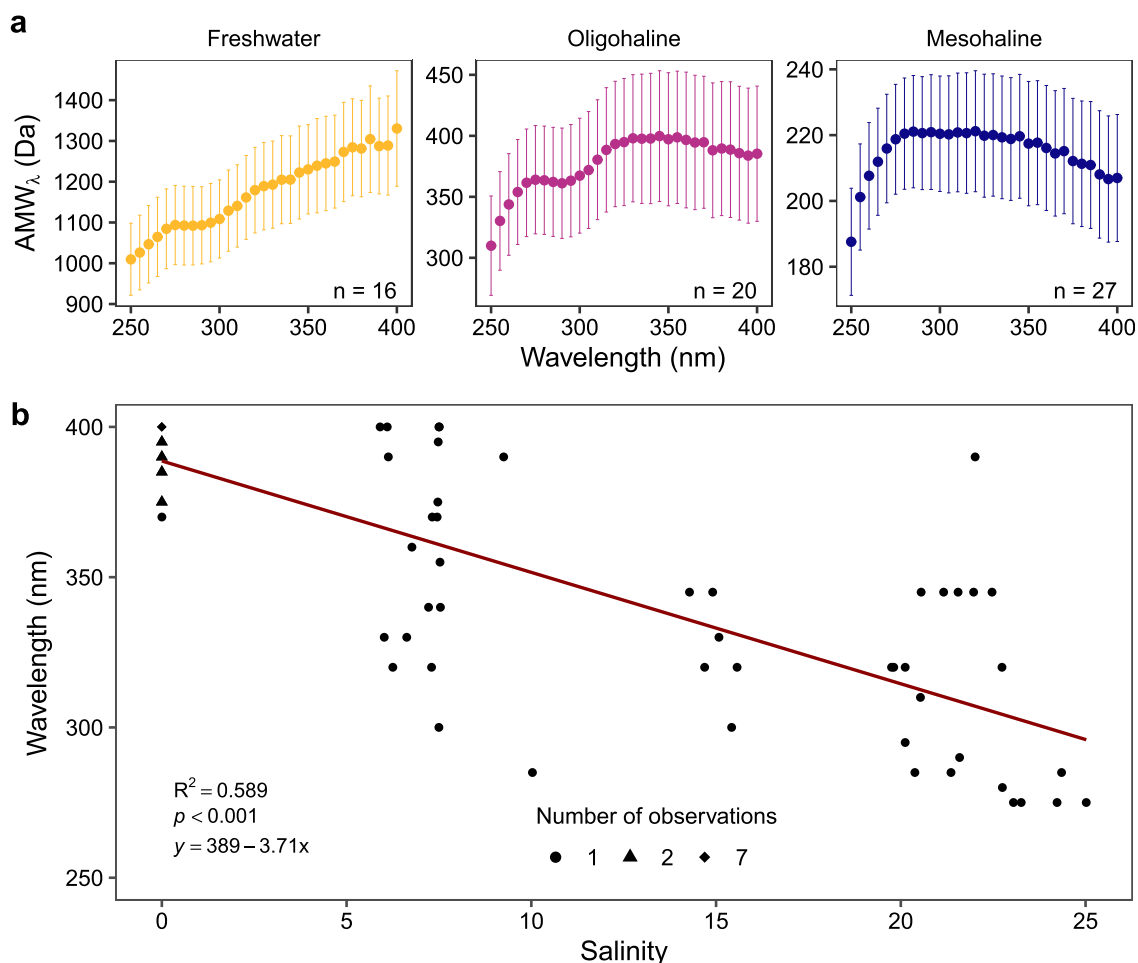 a
Freshwater Oligohaline Mesohaline
AMWλ (Da)
1400
1300
1200
1100
1000
900
n = 16
250 300 350 400
450
400
350
300
n = 20
250 300 350 400
240
220
200
180
n = 27
250 300 350 400
Wavelength (nm)
b
Wavelength (nm)
400
350
300
250
R² = 0.589
p < 0.001
y = 389 – 3.71x
Number of observations
1 2 7
0 5 10 15 20 25
Salinity